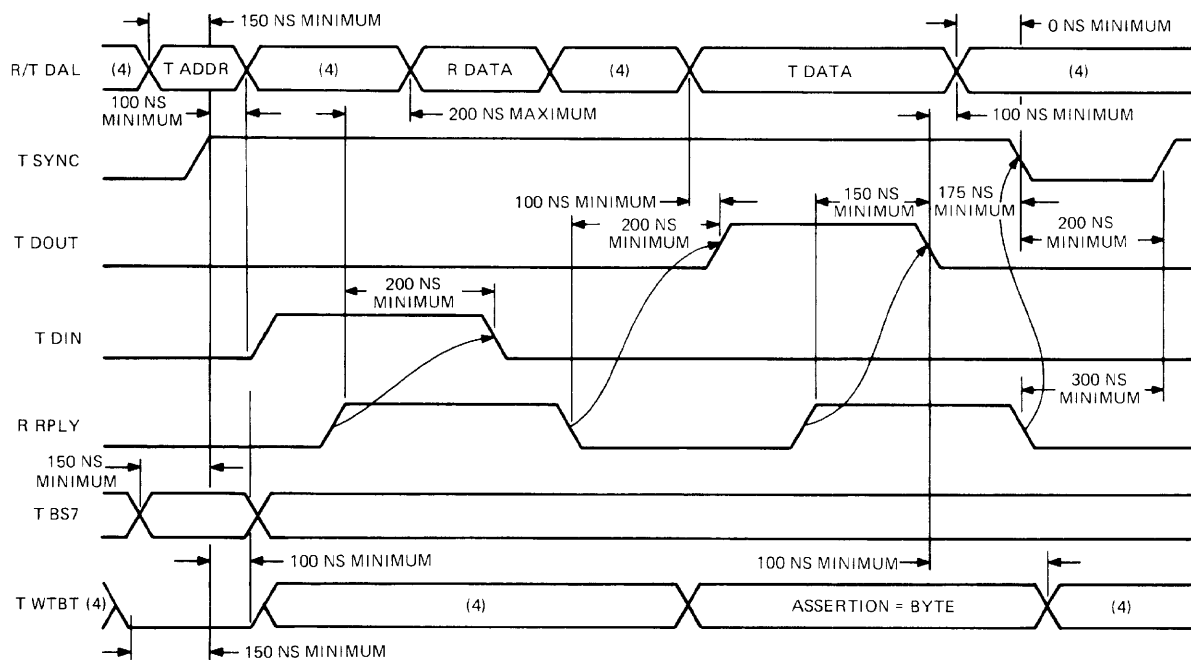 150 NS MINIMUM
0 NS MINIMUM
R/T DAL
(4)
T ADDR
(4)
R DATA
(4)
T DATA
(4)
100 NS
MINIMUM
200 NS MAXIMUM
100 NS MINIMUM
T SYNC
100 NS MINIMUM
150 NS
MINIMUM
175 NS
MINIMUM
200 NS
MINIMUM
200 NS
MINIMUM
T DOUT
200 NS
MINIMUM
T DIN
300 NS
MINIMUM
R RPLY
150 NS
MINIMUM
T BS7
100 NS MINIMUM
100 NS MINIMUM
T WTBT (4)
(4)
ASSERTION = BYTE
(4)
150 NS MINIMUM